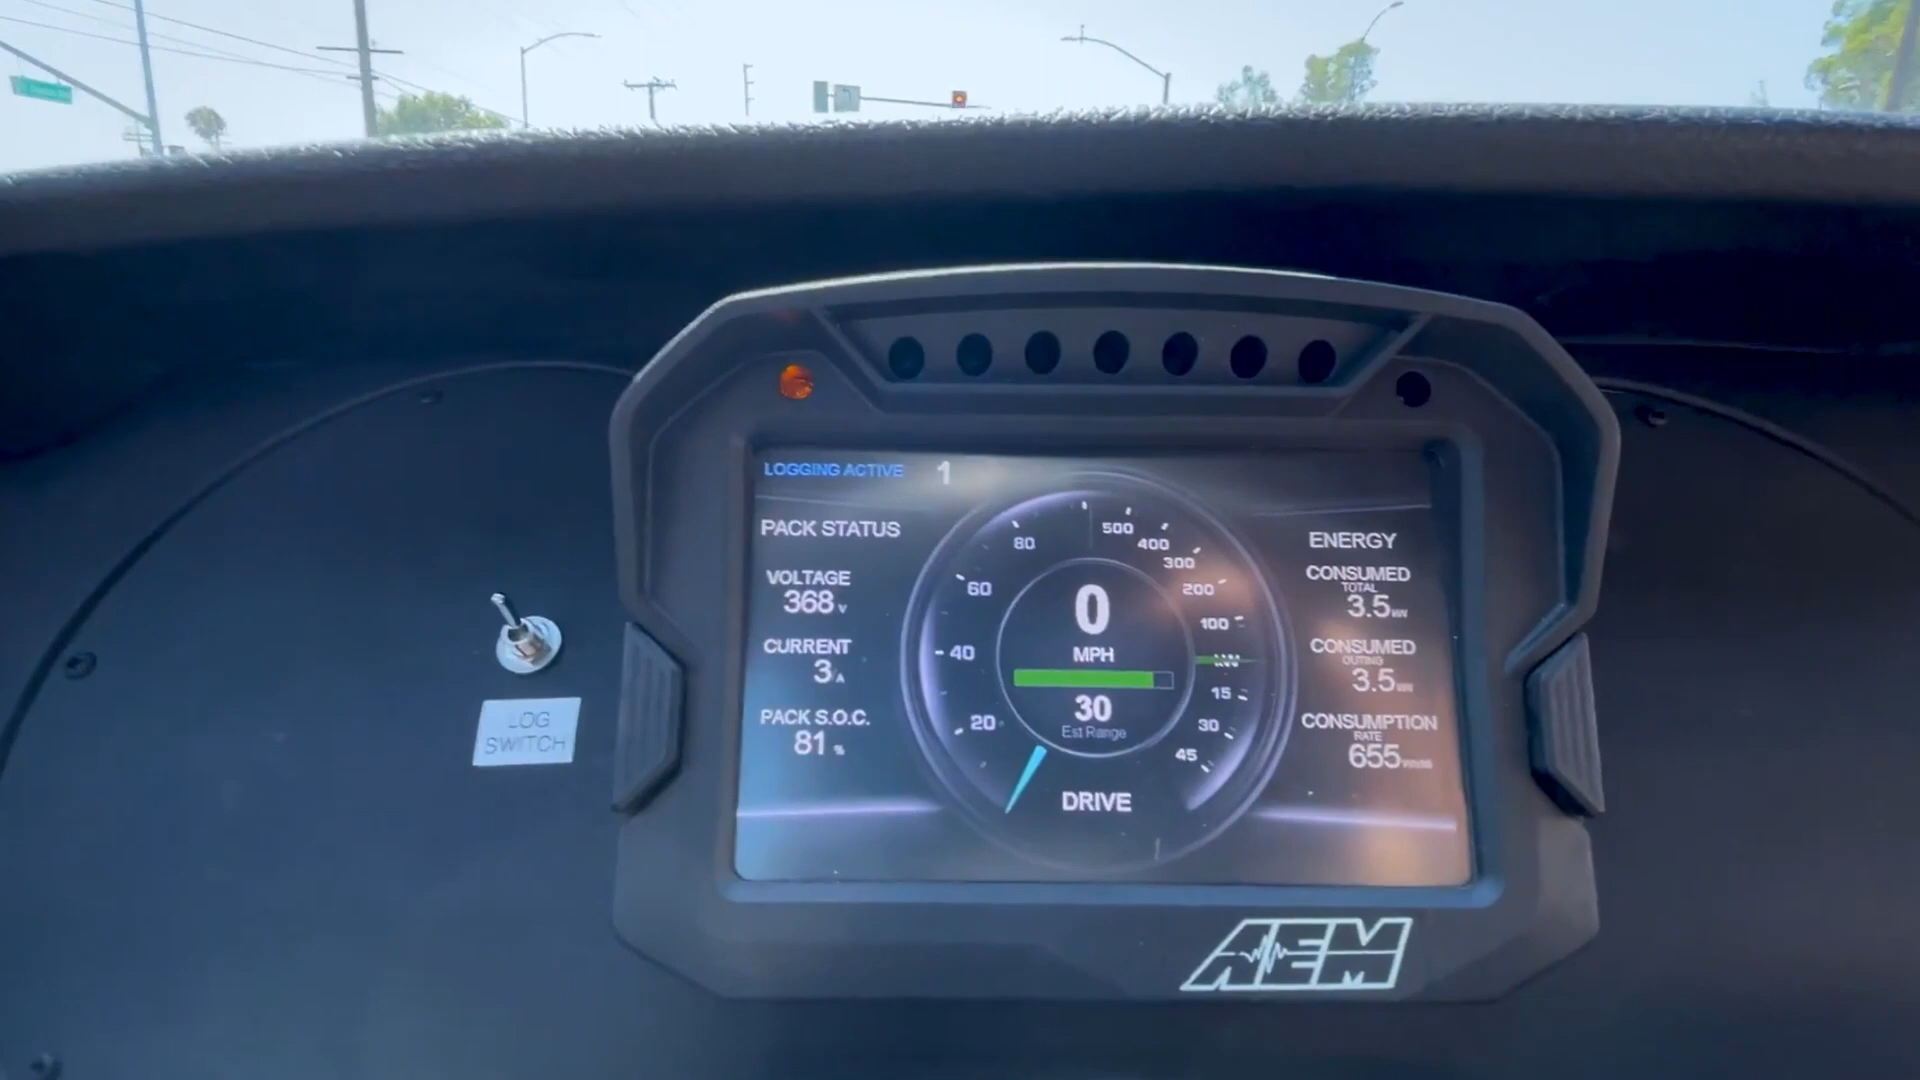 LOGGING ACTIVE 1
PACK STATUS
VOLTAGE
368 V
CURRENT
3 A
PACK S.O.C.
81 %
20
40
60
80
500
400
300
200
100
kW
15
30
45
0
MPH
30
Est Range
DRIVE
ENERGY
CONSUMED
TOTAL
3.5
CONSUMED
OUTING
3.5
CONSUMPTION
RATE
655
LOG
SWITCH
AEM